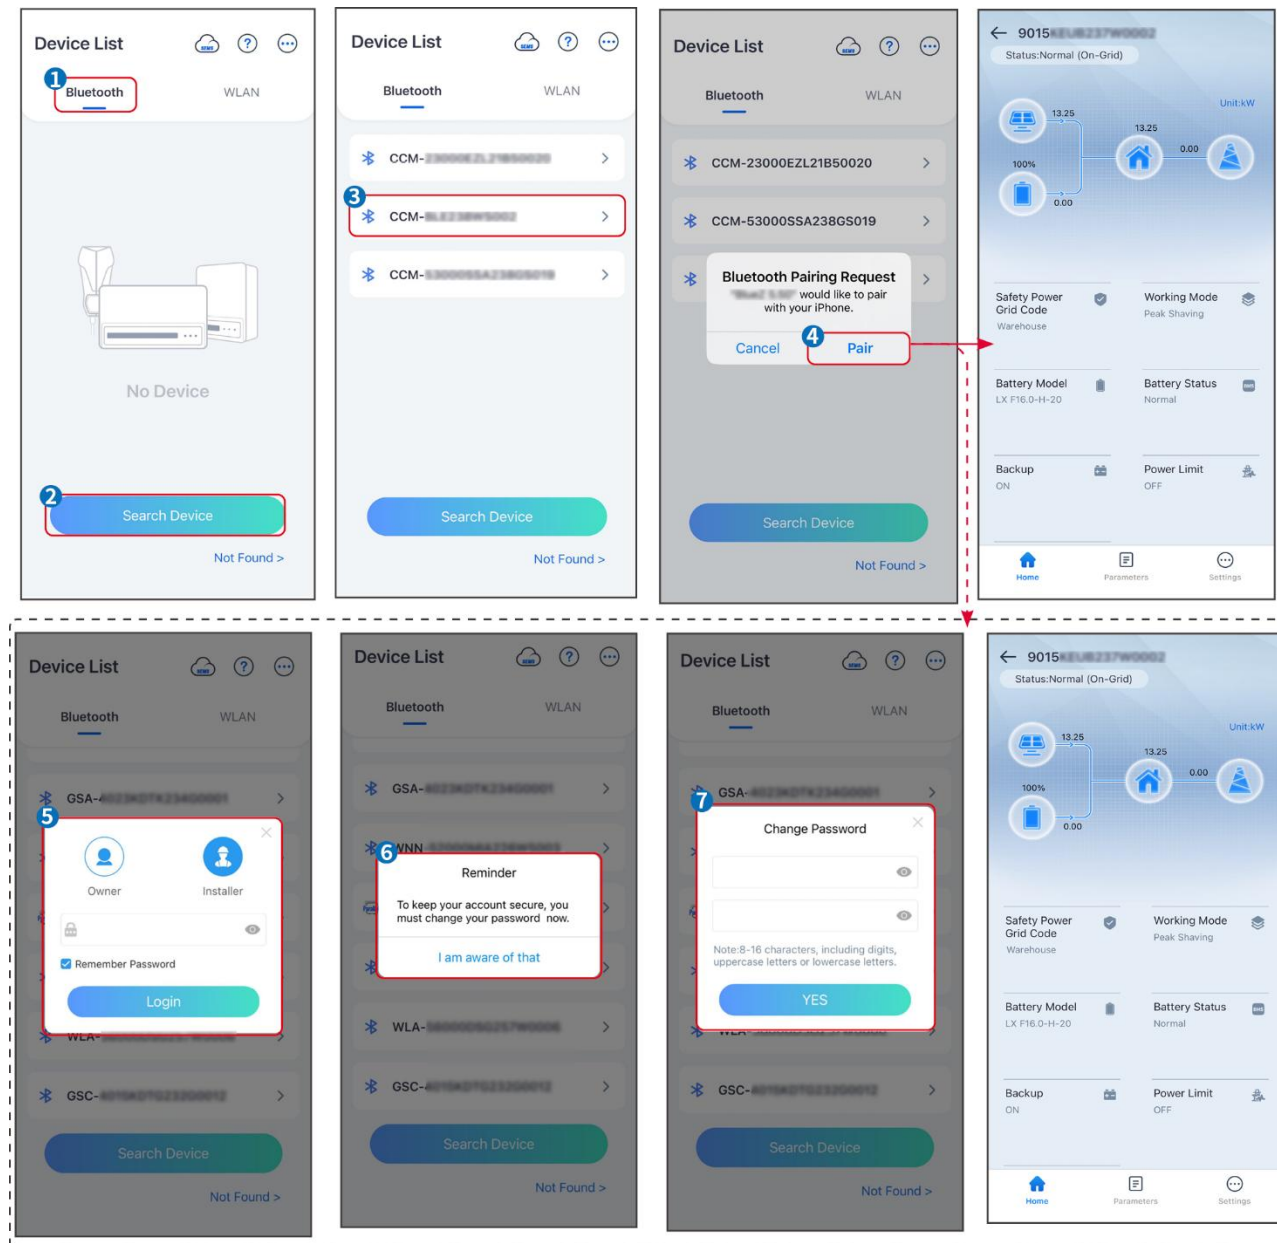 Device List
1
Bluetooth
WLAN
No Device
2
Search Device
Not Found >
Device List
Bluetooth
WLAN
CCM-
3
CCM-
CCM-
Search Device
Not Found >
Device List
Bluetooth
WLAN
CCM-23000EZL21B50020
CCM-53000SSA238GS019
Bluetooth Pairing Request
would like to pair
with your iPhone.
Cancel
4
Pair
Search Device
Not Found >
9015
Status:Normal (On-Grid)
Unit:kW
13.25
13.25
0.00
100%
0.00
Safety Power
Grid Code
Warehouse
Working Mode
Peak Shaving
Battery Model
LX F16.0-H-20
Battery Status
Normal
Backup
ON
Power Limit
OFF
Home
Parameters
Settings
Device List
Bluetooth
WLAN
GSA-
5
Owner
Installer
Remember Password
Login
WLA-
GSC-
Search Device
Not Found >
Device List
Bluetooth
WLAN
GSA-
6
WNN-
Reminder
To keep your account secure, you
must change your password now.
I am aware of that
WLA-
GSC-
Search Device
Not Found >
Device List
Bluetooth
WLAN
GSA-
7
Change Password
Note:8-16 characters, including digits,
uppercase letters or lowercase letters.
YES
WLA-
GSC-
Search Device
Not Found >
9015
Status:Normal (On-Grid)
Unit:kW
13.25
13.25
0.00
100%
0.00
Safety Power
Grid Code
Warehouse
Working Mode
Peak Shaving
Battery Model
LX F16.0-H-20
Battery Status
Normal
Backup
ON
Power Limit
OFF
Home
Parameters
Settings